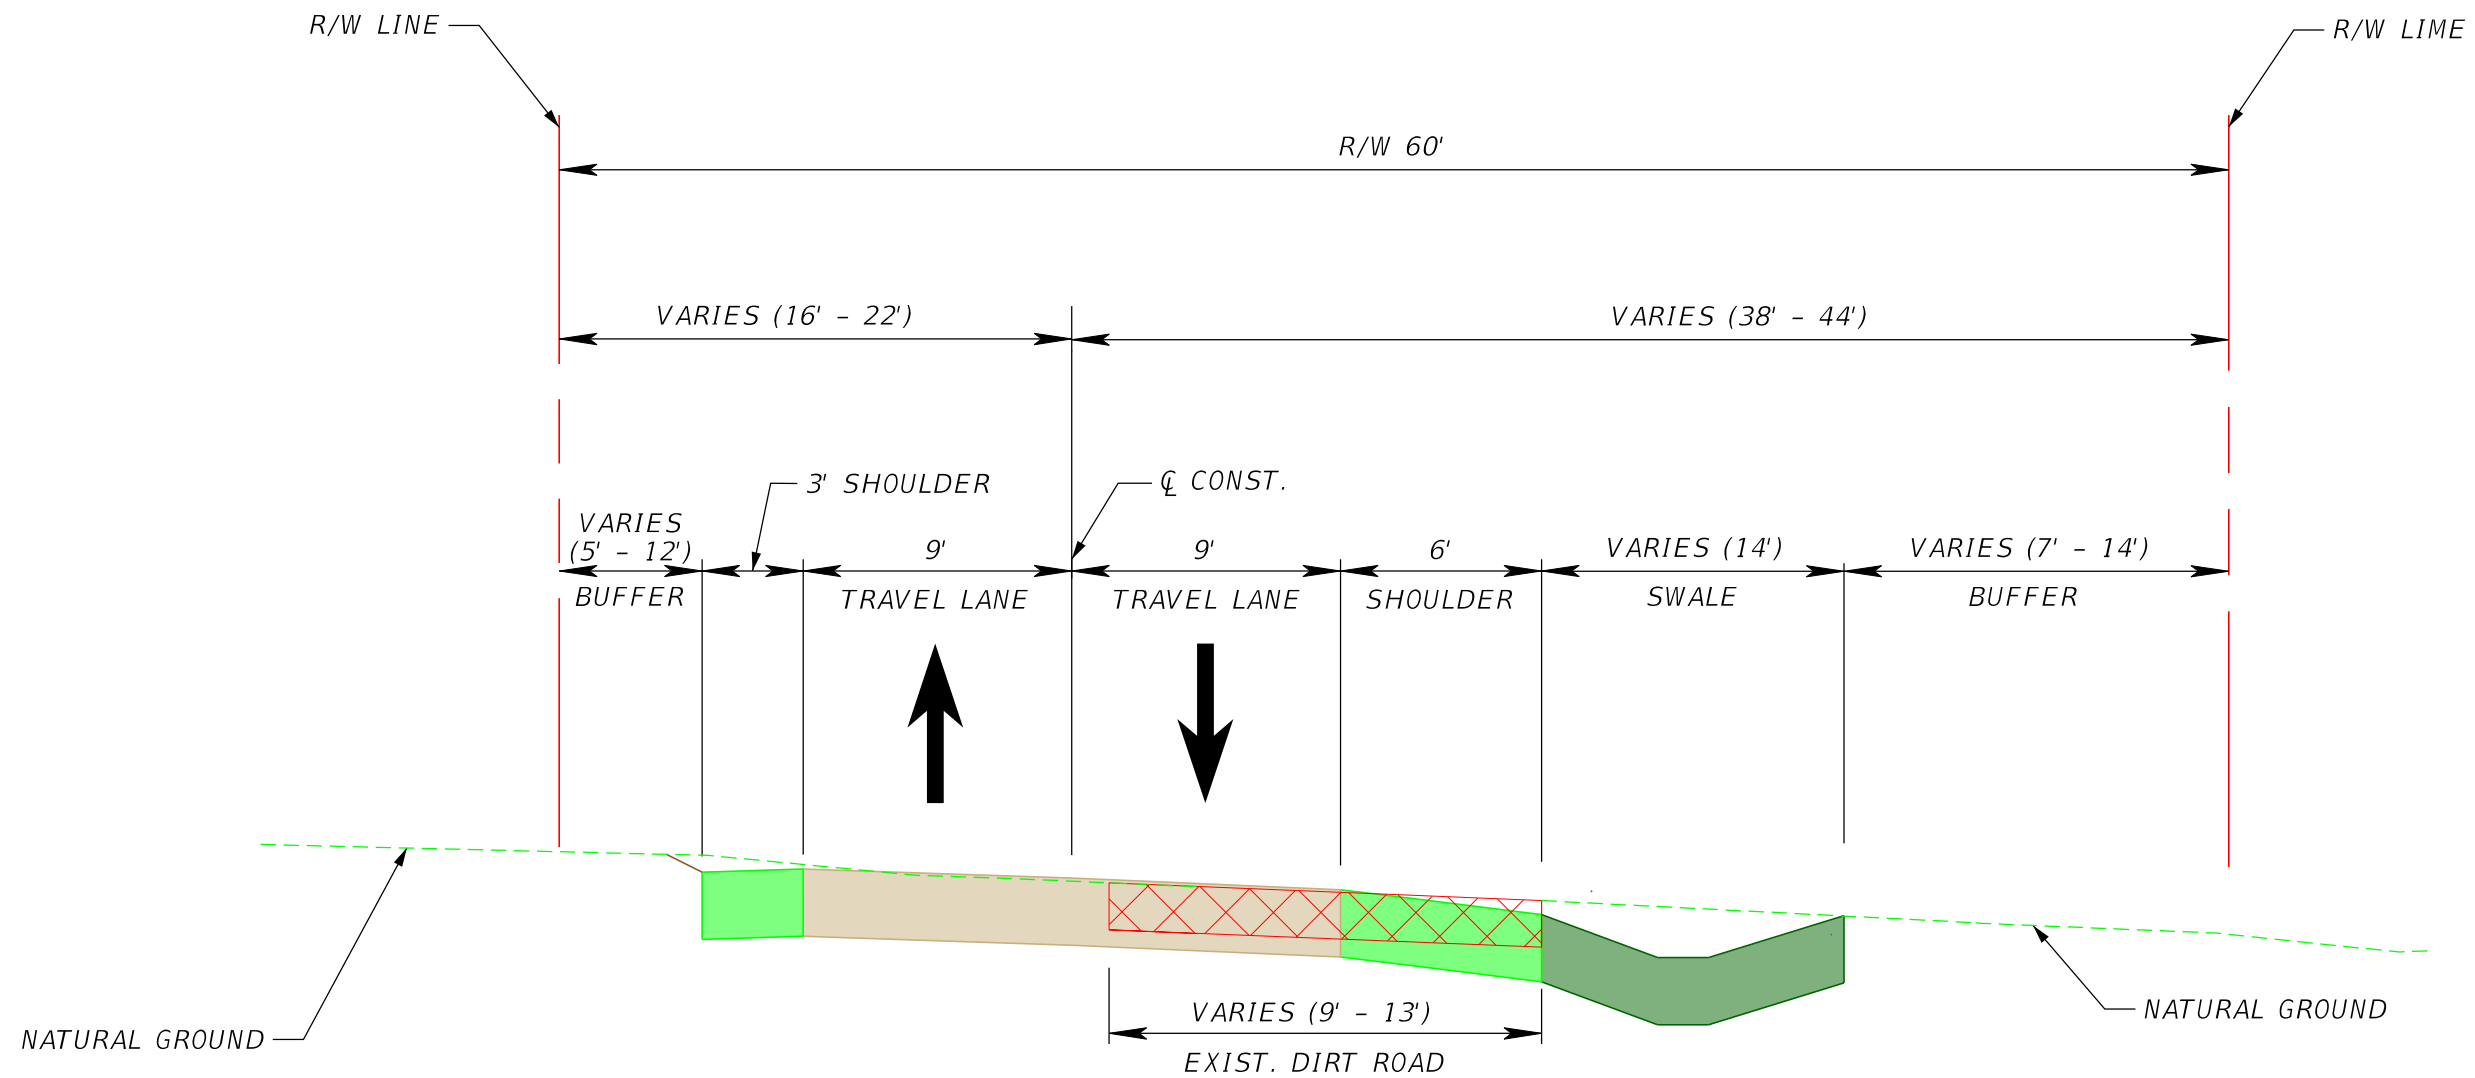 R/W LINE
R/W LIME
R/W 60'
VARIES (16' - 22')
VARIES (38' - 44')
3' SHOULDER
℄ CONST.
VARIES
(5' - 12')
9'
9'
6'
VARIES (14')
VARIES (7' - 14')
BUFFER
TRAVEL LANE
TRAVEL LANE
SHOULDER
SWALE
BUFFER
VARIES (9' - 13')
EXIST. DIRT ROAD
NATURAL GROUND
NATURAL GROUND